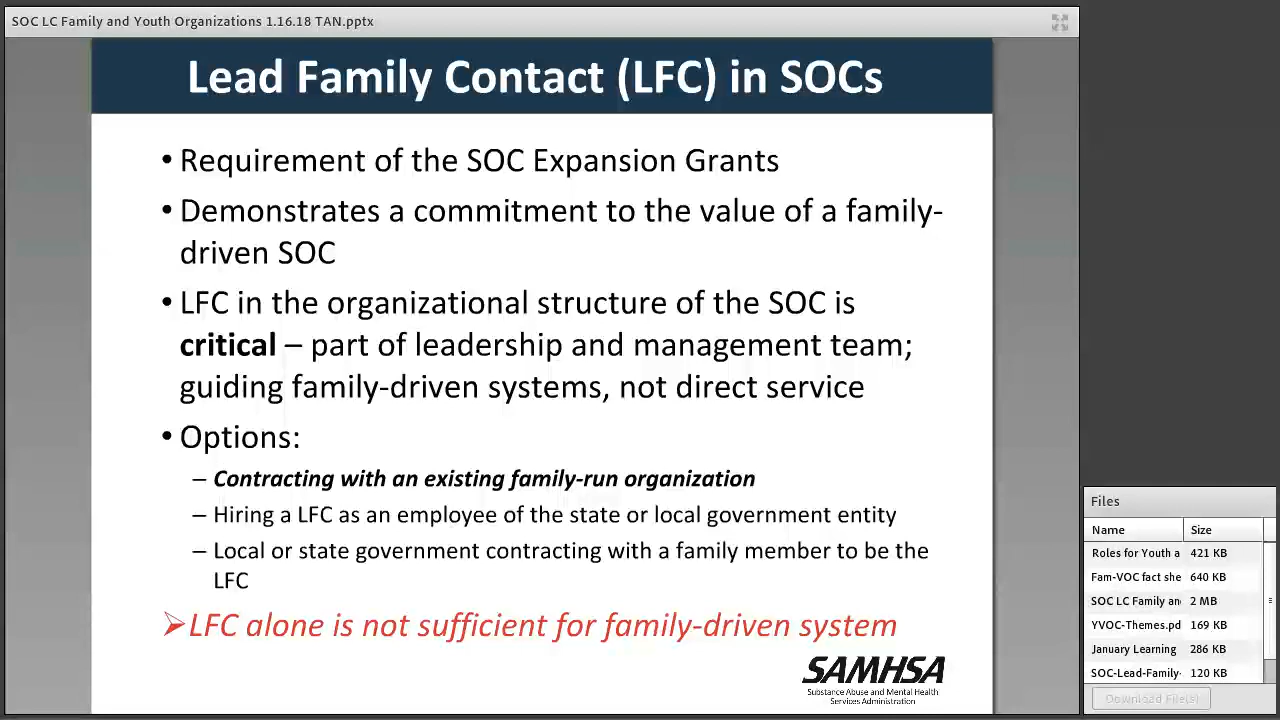 SOC LC Family and Youth Organizations 1.16.18 TAN.pptx
Lead Family Contact (LFC) in SOCs
• Requirement of the SOC Expansion Grants
• Demonstrates a commitment to the value of a family-
driven SOC
• LFC in the organizational structure of the SOC is
critical – part of leadership and management team;
guiding family-driven systems, not direct service
• Options:
– Contracting with an existing family-run organization
– Hiring a LFC as an employee of the state or local government entity
– Local or state government contracting with a family member to be the
LFC
➢ LFC alone is not sufficient for family-driven system
SAMHSA
Substance Abuse and Mental Health
Services Administration
Files
Name Size
Roles for Youth a 421 KB
Fam-VOC fact she 640 KB
SOC LC Family an 2 MB
YVOC-Themes.pd 169 KB
January Learning 286 KB
SOC-Lead-Family- 120 KB
Download File(s)